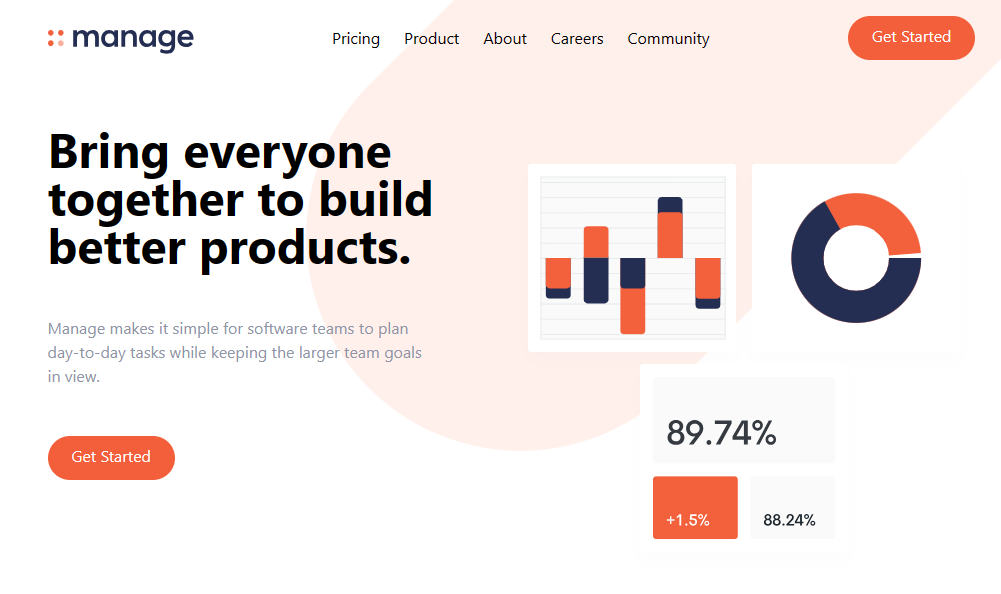 manage
Pricing
Product
About
Careers
Community
Get Started
Bring everyone
together to build
better products.
Manage makes it simple for software teams to plan
day-to-day tasks while keeping the larger team goals
in view.
Get Started
89.74%
+1.5%
88.24%